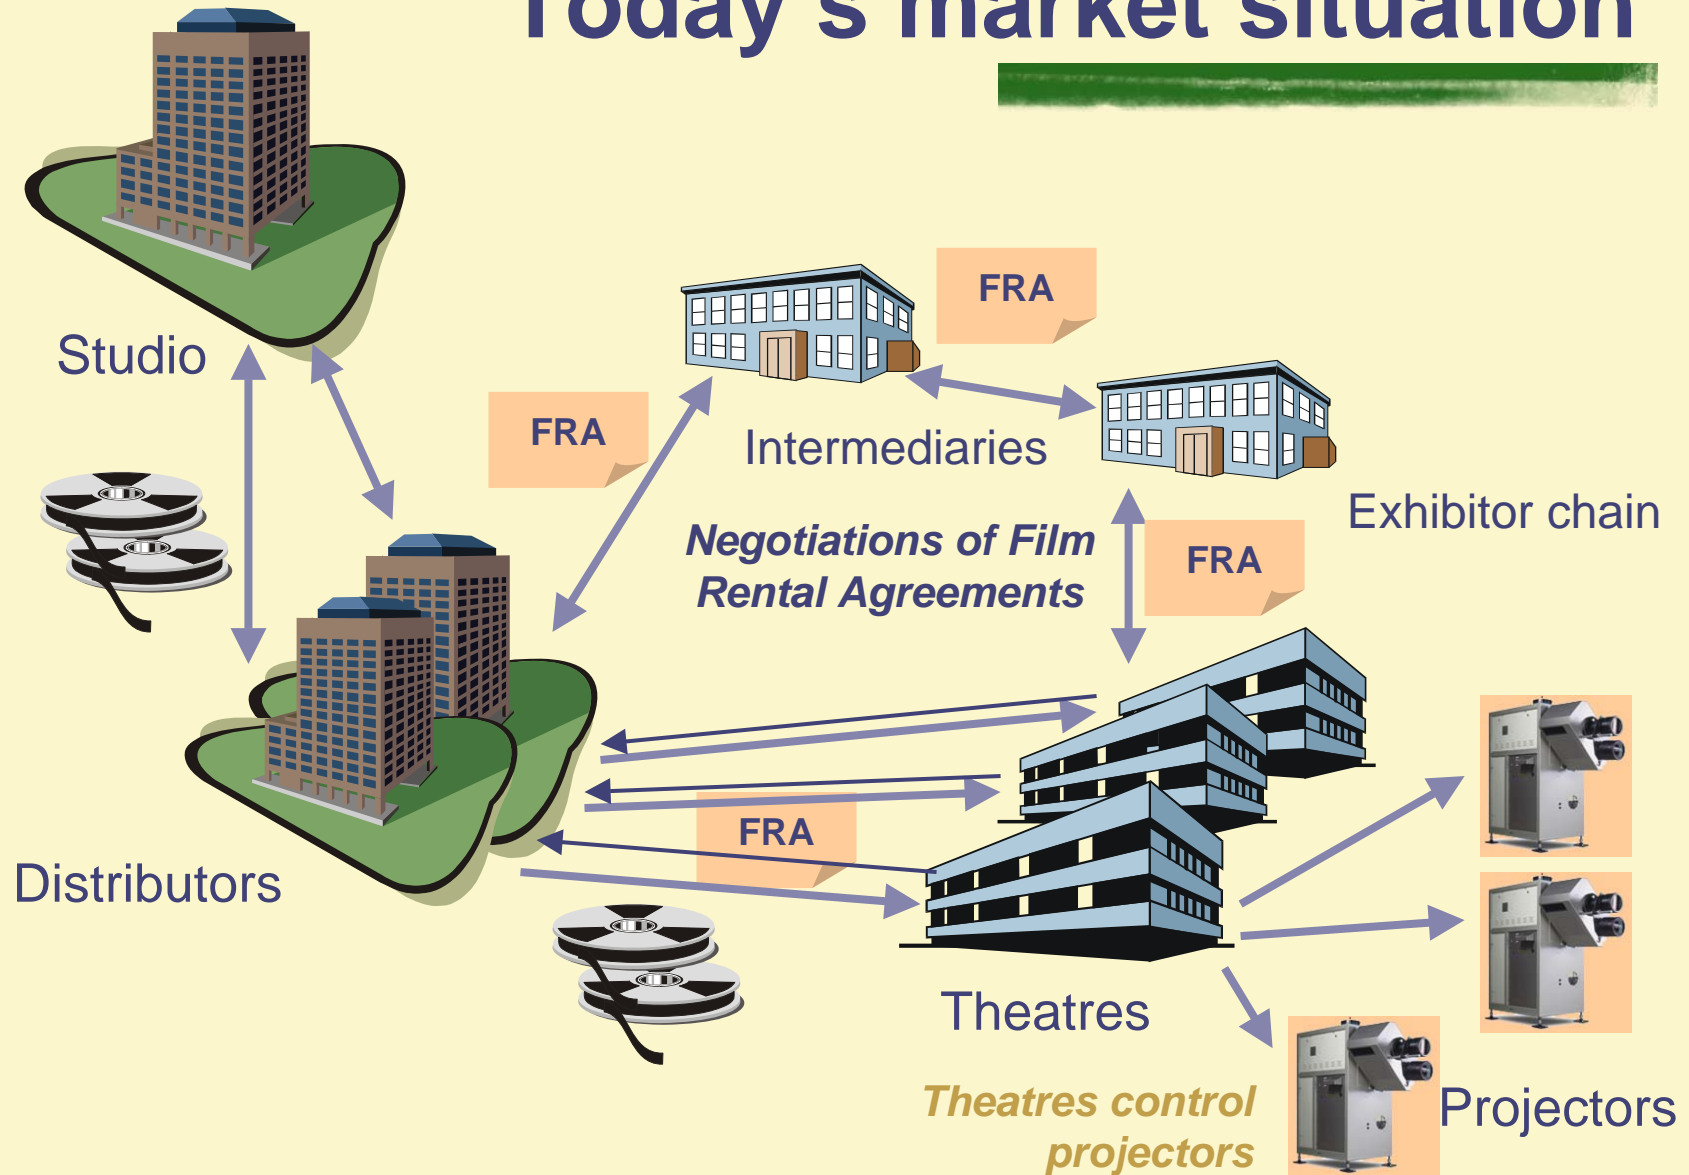 Today's market situation
FRA
Studio
FRA
Intermediaries
Exhibitor chain
Negotiations of Film
Rental Agreements
FRA
FRA
Distributors
Theatres
Theatres control
projectors
Projectors